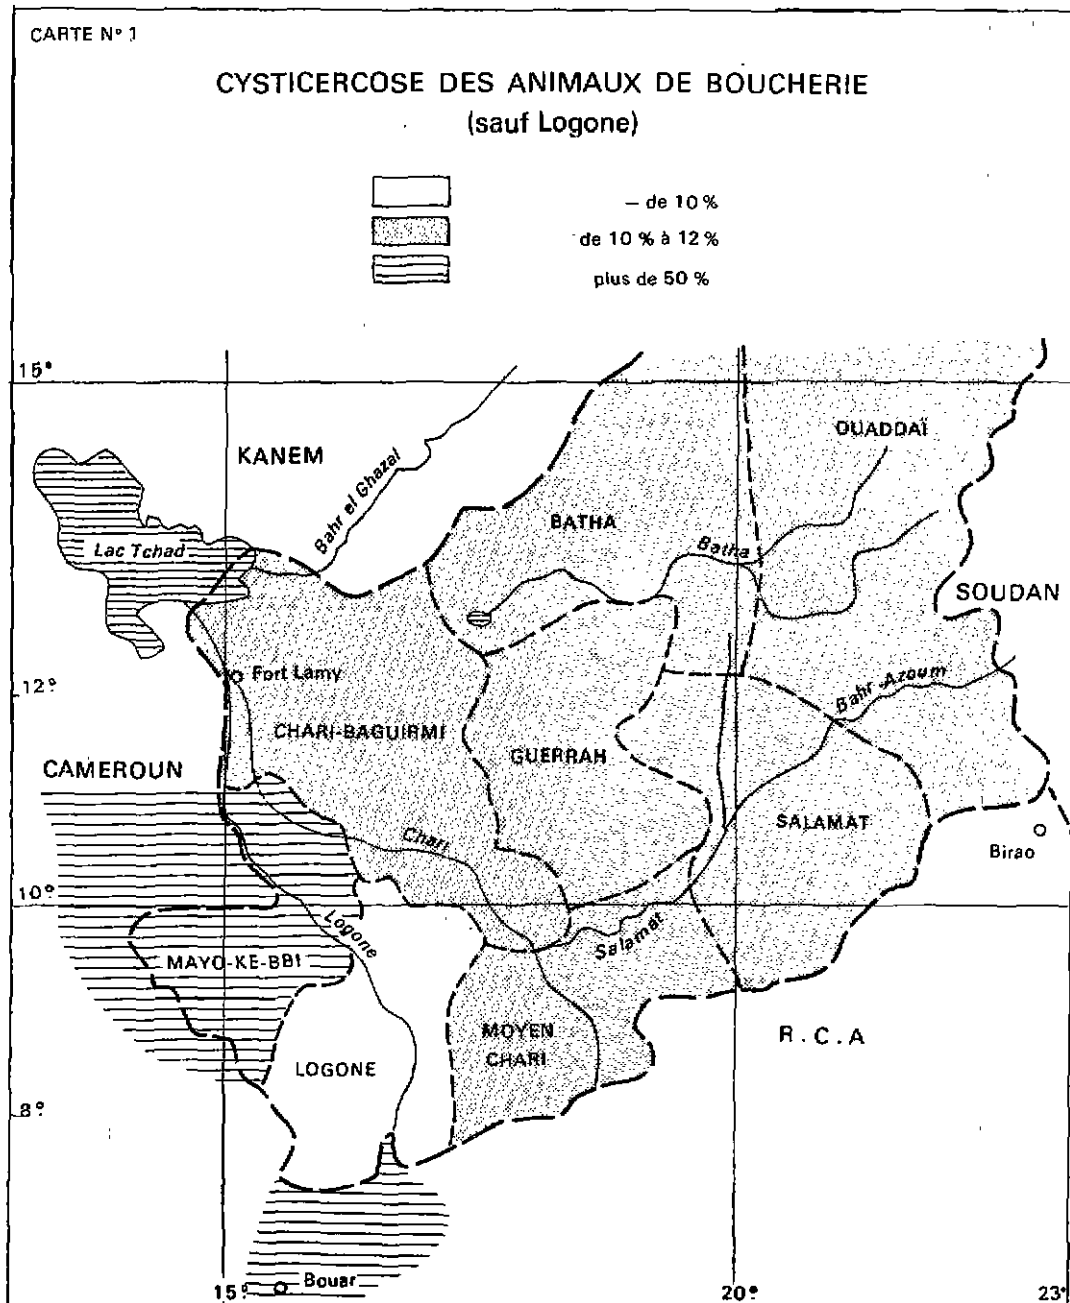 CARTE N° 1
CYSTICERCOSE DES ANIMAUX DE BOUCHERIE
(sauf Logone)
— de 10 %
de 10 % à 12 %
plus de 50 %
15°
OUADDAÏ
KANEM
Bahr el Ghazal
BATHA
Lac Tchad
Batha
SOUDAN
Fort Lamy
12°
Bahr-Azoum
CHARI-BAGUIRMI
GUERRAH
CAMEROUN
Chari
SALAMAT
Birao
10°
Logone
Salamat
MAYO-KE-BBI
MOYEN
CHARI
R.C.A
LOGONE
8°
Bouar
15°
20°
23°